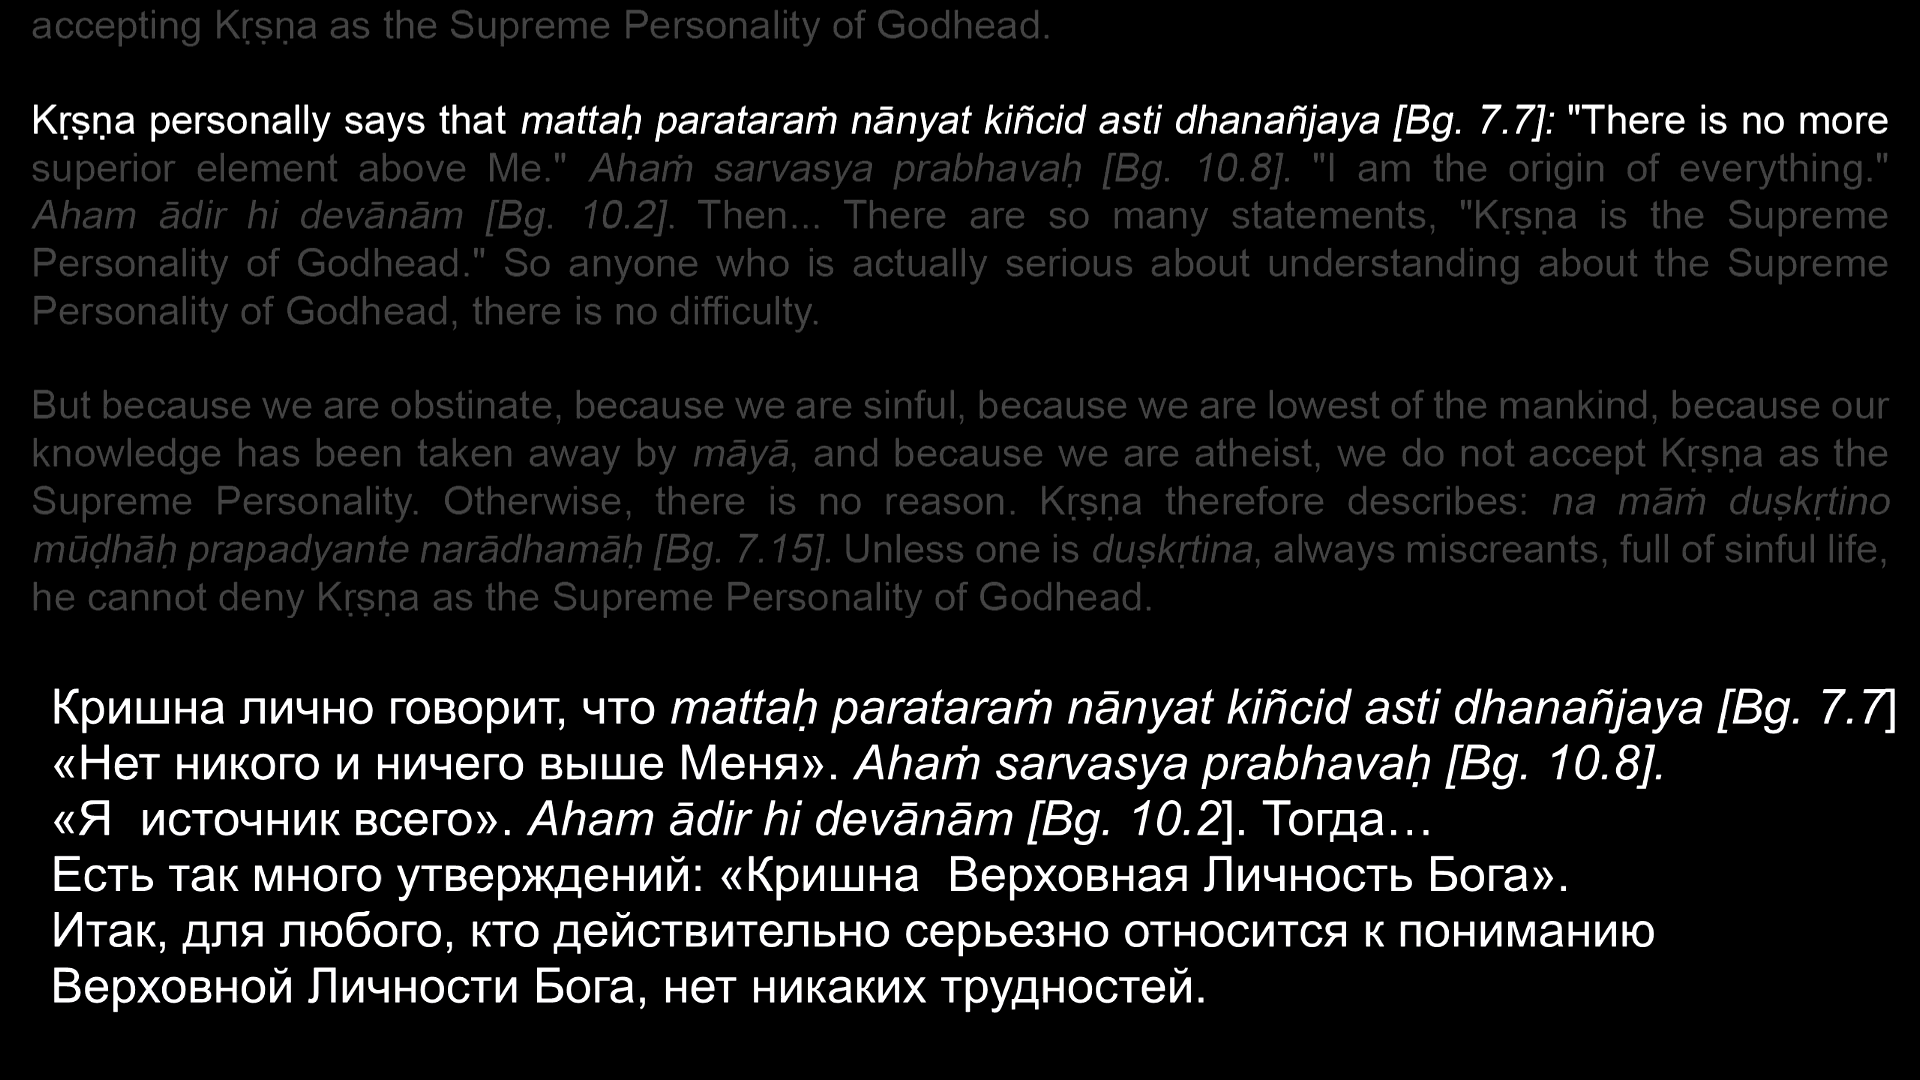 accepting Kṛṣṇa as the Supreme Personality of Godhead.
Kṛṣṇa personally says that mattaḥ parataraṁ nānyat kiñcid asti dhanañjaya [Bg. 7.7]: "There is no more
superior element above Me." Ahaṁ sarvasya prabhavaḥ [Bg. 10.8]. "I am the origin of everything."
Aham ādir hi devānām [Bg. 10.2]. Then... There are so many statements, "Kṛṣṇa is the Supreme
Personality of Godhead." So anyone who is actually serious about understanding about the Supreme
Personality of Godhead, there is no difficulty.
But because we are obstinate, because we are sinful, because we are lowest of the mankind, because our
knowledge has been taken away by māyā, and because we are atheist, we do not accept Kṛṣṇa as the
Supreme Personality. Otherwise, there is no reason. Kṛṣṇa therefore describes: na māṁ duṣkṛtino
mūḍhāḥ prapadyante narādhamāḥ [Bg. 7.15]. Unless one is duṣkṛtina, always miscreants, full of sinful life,
he cannot deny Kṛṣṇa as the Supreme Personality of Godhead.
Кришна лично говорит, что mattaḥ parataraṁ nānyat kiñcid asti dhanañjaya [Bg. 7.7]
«Нет никого и ничего выше Меня». Ahaṁ sarvasya prabhavaḥ [Bg. 10.8].
«Я  источник всего». Aham ādir hi devānām [Bg. 10.2]. Тогда…
Есть так много утверждений: «Кришна  Верховная Личность Бога».
Итак, для любого, кто действительно серьезно относится к пониманию
Верховной Личности Бога, нет никаких трудностей.